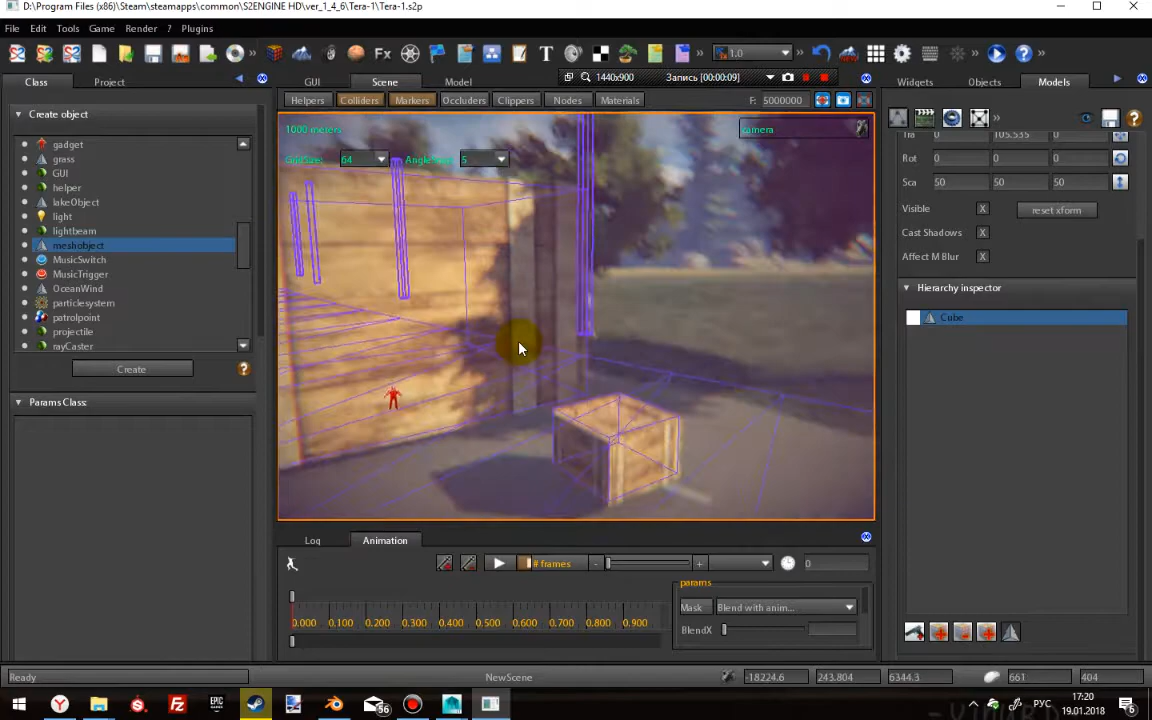 D:\Program Files (x86)\Steam\steamapps\common\S2ENGINE HD\ver_1_4_6\Tera-1\Tera-1.s2p
File Edit Tools Game Render ? Plugins
Fx T » 1.0 »
Class Project
GUI Scene Model
1440x900 Запись [00:00:09]
Widgets Objects Models
Helpers Colliders Markers Occluders Clippers Nodes Materials F: 5000000
Create object
gadget
grass
GUI
helper
lakeObject
light
lightbeam
meshobject
MusicSwitch
MusicTrigger
OceanWind
particlesystem
patrolpoint
projectile
rayCaster
Create
Params Class:
1000 meters
camera
GridSize: 64 Angle 5
Tra 0 105.535 0
Rot 0 0 0
Sca 50 50 50
Visible X reset xform
Cast Shadows X
Affect M Blur X
Hierarchy inspector
Cube
Log Animation
# frames - + 0
0.000 0.100 0.200 0.300 0.400 0.500 0.600 0.700 0.800 0.900
params
Mask Blend with anim...
BlendX
Ready NewScene -18224.6 243.804 6344.3 661 404
56
РУС 17:20
19.01.2018
6